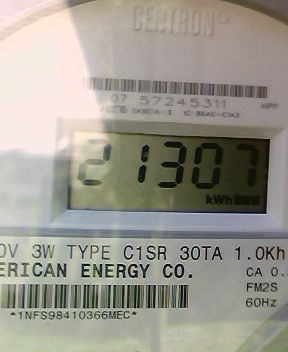 CENTRON®
07 57245311 HPP
21307
kWh
0V 3W TYPE C1SR 30TA 1.0Kh
ERICAN ENERGY CO. CA 0.
FM2S
60Hz
*1NFS98410366MEC*